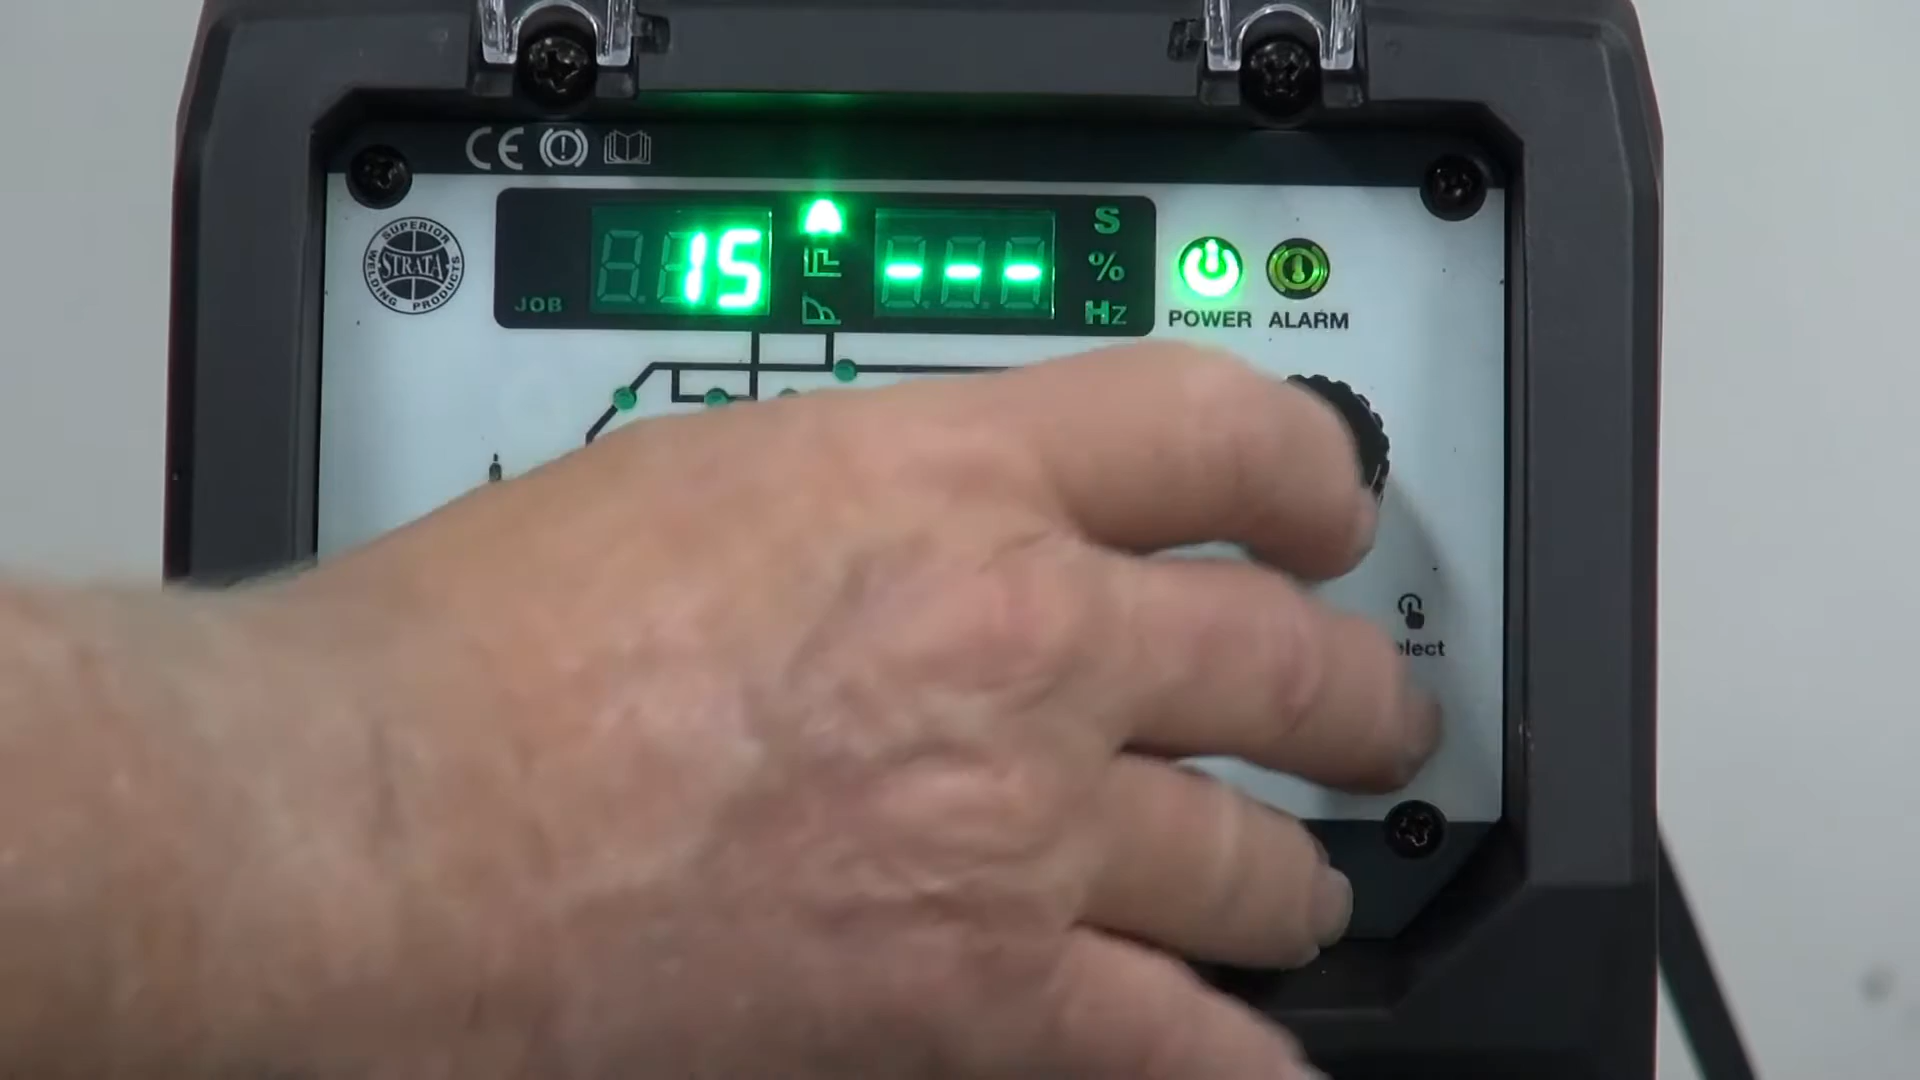 CE
SUPERIOR
STRATA
WELDING PRODUCTS
JOB
15
A
---
S
%
Hz
POWER ALARM
elect